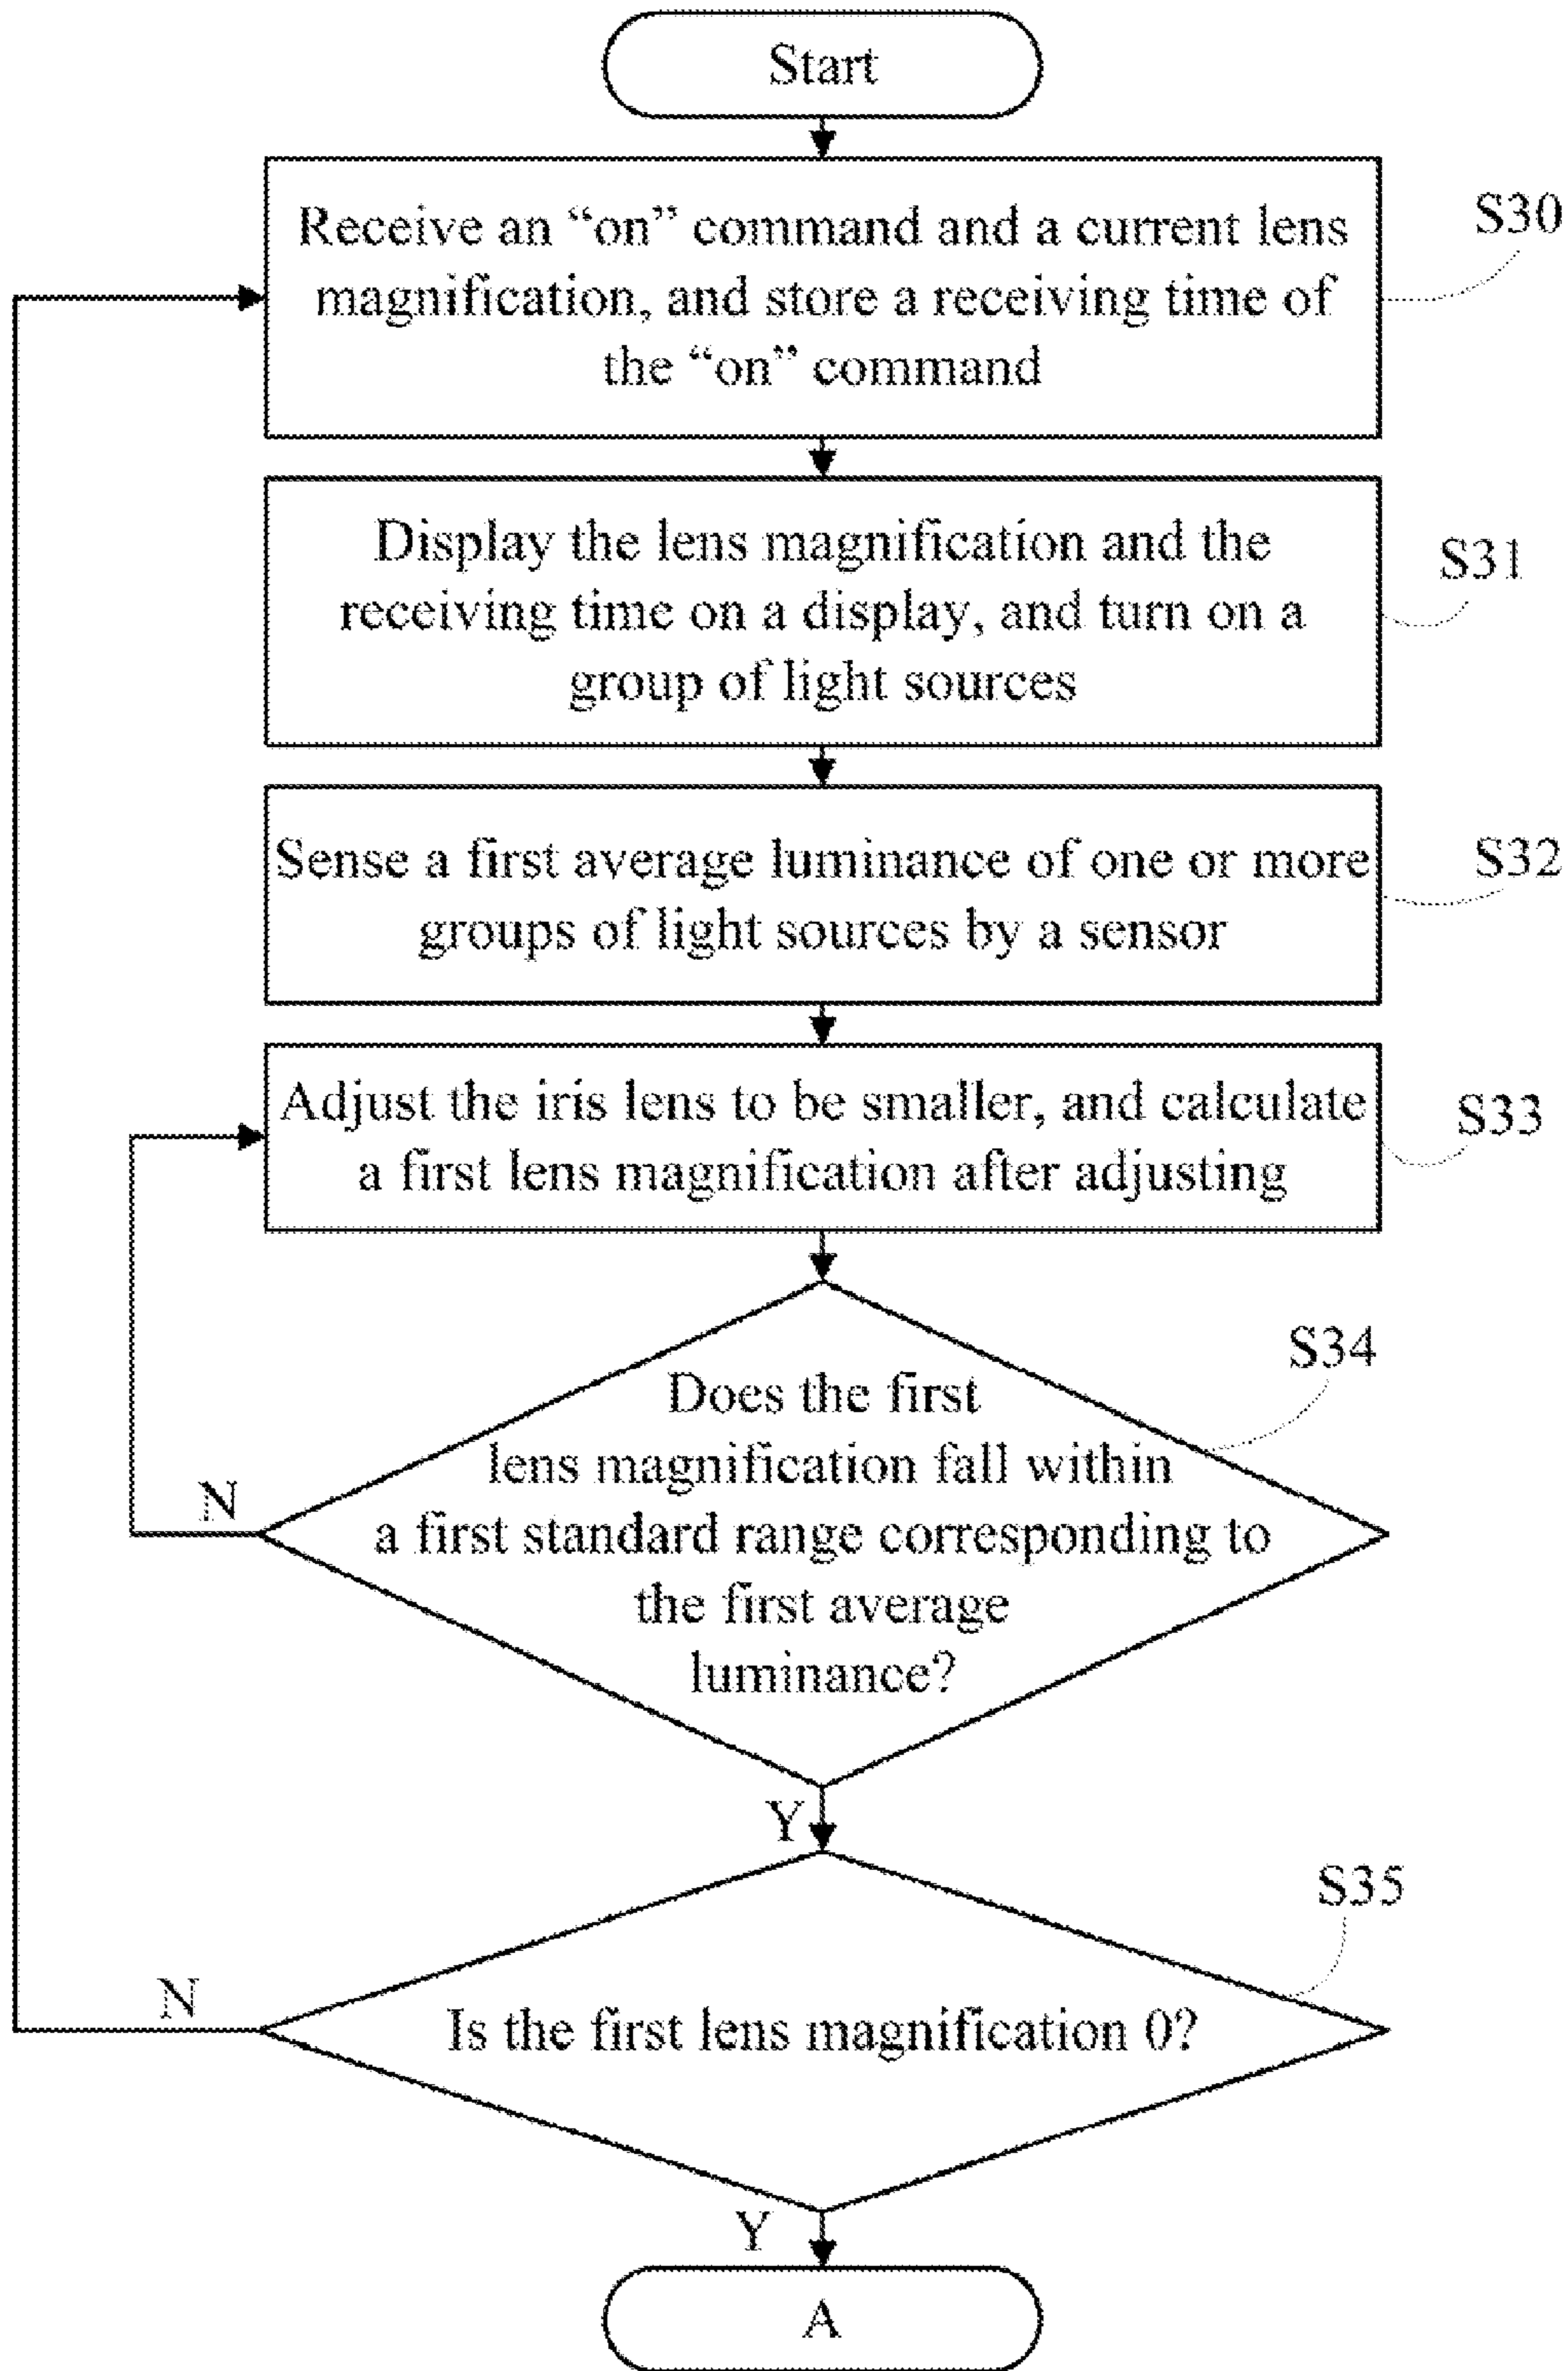 Start
Receive an “on” command and a current lens
magnification, and store a receiving time of
the “on” command
S30
Display the lens magnification and the
receiving time on a display, and turn on a
group of light sources
S31
Sense a first average luminance of one or more
groups of light sources by a sensor
S32
Adjust the iris lens to be smaller, and calculate
a first lens magnification after adjusting
S33
Does the first
lens magnification fall within
a first standard range corresponding to
the first average
luminance?
S34
N
Y
Is the first lens magnification 0?
S35
N
Y
A